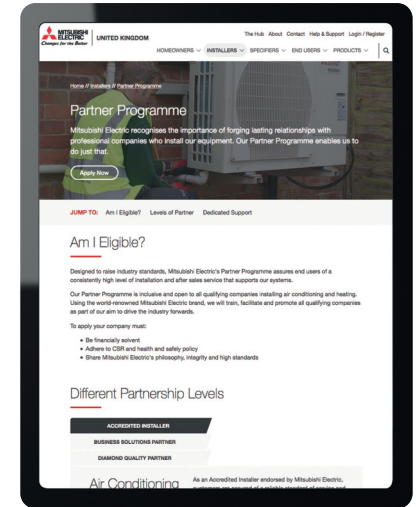 MITSUBISHI
ELECTRIC
Changes for the Better
UNITED KINGDOM
The Hub About Contact Help & Support Login / Register
HOMEOWNERS INSTALLERS SPECIFIERS END USERS PRODUCTS
Home // Installers // Partner Programme
Partner Programme
Mitsubishi Electric recognises the importance of forging lasting relationships with
professional companies who install our equipment. Our Partner Programme enables us to
do just that.
Apply Now
JUMP TO: Am I Eligible? Levels of Partner Dedicated Support
Am I Eligible?
Designed to raise industry standards, Mitsubishi Electric's Partner Programme assures end users of a
consistently high level of installation and after sales service that supports our systems.
Our Partner Programme is inclusive and open to all qualifying companies installing air conditioning and heating.
Using the world-renowned Mitsubishi Electric brand, we will train, facilitate and promote all qualifying companies
as part of our aim to drive the industry forwards.
To apply your company must:
• Be financially solvent
• Adhere to CSR and health and safety policy
• Share Mitsubishi Electric's philosophy, integrity and high standards
Different Partnership Levels
ACCREDITED INSTALLER
BUSINESS SOLUTIONS PARTNER
DIAMOND QUALITY PARTNER
Air Conditioning
As an Accredited Installer endorsed by Mitsubishi Electric,
customers are assured of a reliable standard of service and